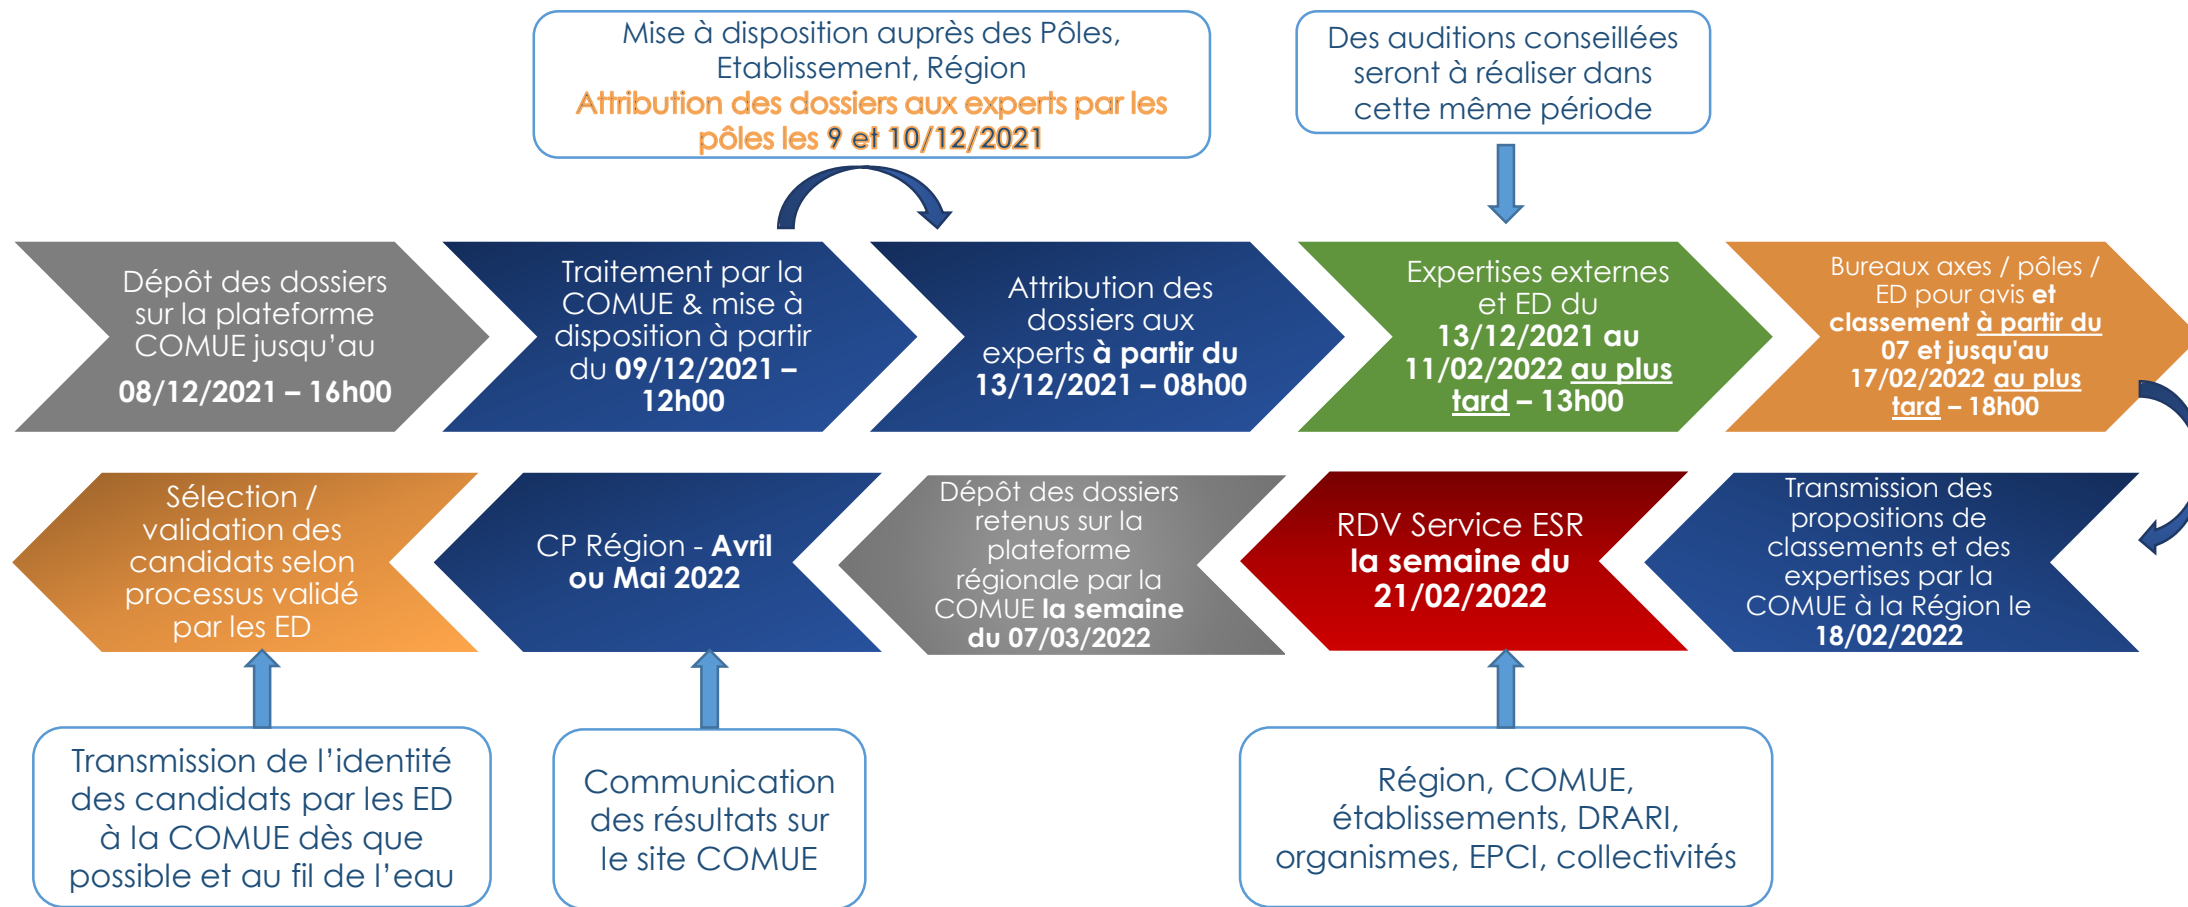 Mise à disposition auprès des Pôles,
Etablissement, Région
Attribution des dossiers aux experts par les
pôles les 9 et 10/12/2021
Des auditions conseillées
seront à réaliser dans
cette même période
Dépôt des dossiers
sur la plateforme
COMUE jusqu’au
08/12/2021 – 16h00
Traitement par la
COMUE & mise à
disposition à partir
du 09/12/2021 –
12h00
Attribution des
dossiers aux
experts à partir du
13/12/2021 – 08h00
Expertises externes
et ED du
13/12/2021 au
11/02/2022 au plus
tard – 13h00
Bureaux axes / pôles /
ED pour avis et
classement à partir du
07 et jusqu'au
17/02/2022 au plus
tard – 18h00
Transmission des
propositions de
classements et des
expertises par la
COMUE à la Région le
18/02/2022
RDV Service ESR
la semaine du
21/02/2022
Dépôt des dossiers
retenus sur la
plateforme
régionale par la
COMUE la semaine
du 07/03/2022
CP Région - Avril
ou Mai 2022
Sélection /
validation des
candidats selon
processus validé
par les ED
Transmission de l’identité
des candidats par les ED
à la COMUE dès que
possible et au fil de l’eau
Communication
des résultats sur
le site COMUE
Région, COMUE,
établissements, DRARI,
organismes, EPCI, collectivités